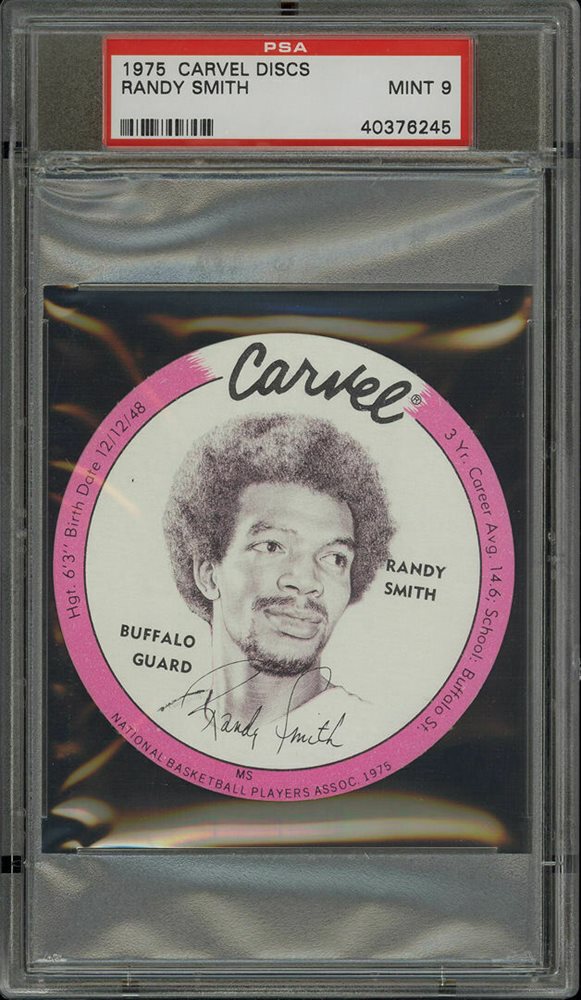 PSA
1975 CARVEL DISCS
RANDY SMITH MINT 9
40376245
Carvel®
Hgt. 6'3" Birth Date 12/12/48
3 Yr. Career Avg. 14.6; School: Buffalo St.
RANDY
SMITH
BUFFALO
GUARD
Randy Smith
MS
NATIONAL BASKETBALL PLAYERS ASSOC. 1975